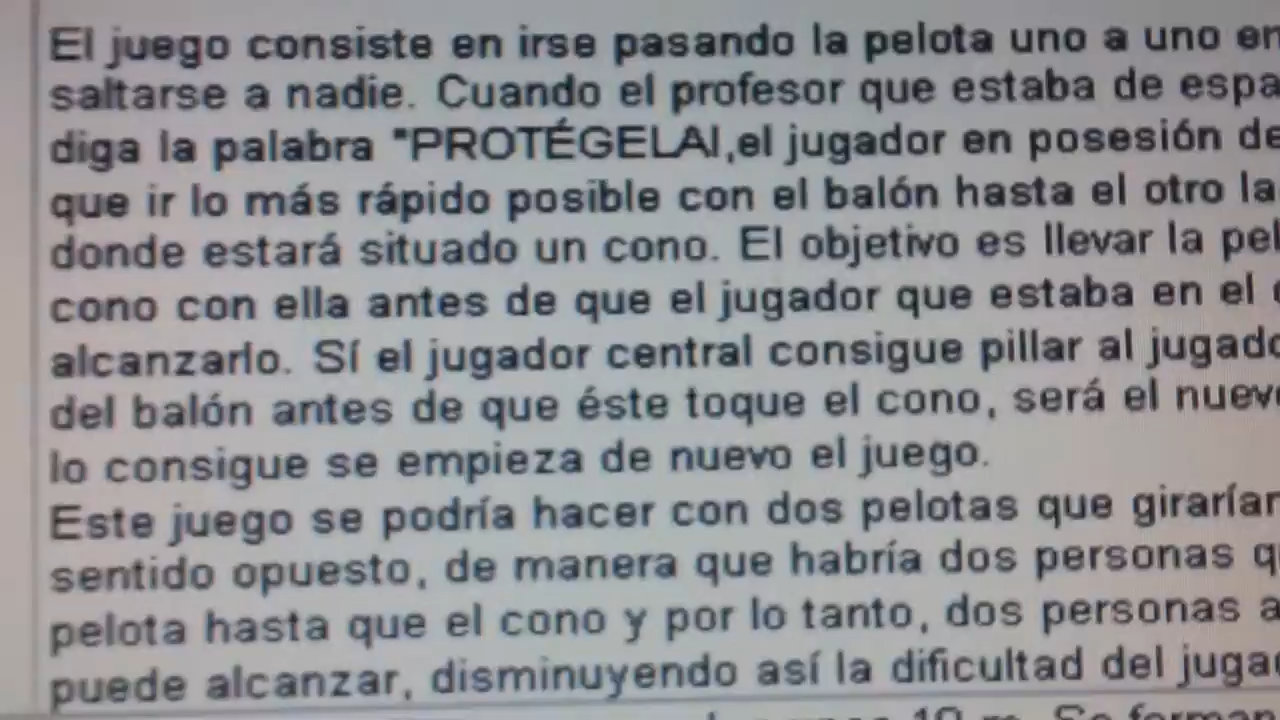 El juego consiste en irse pasando la pelota uno a uno en
saltarse a nadie. Cuando el profesor que estaba de espa
diga la palabra "PROTÉGELAI,el jugador en posesión de
que ir lo más rápido posible con el balón hasta el otro la
donde estará situado un cono. El objetivo es llevar la pel
cono con ella antes de que el jugador que estaba en el
alcanzarlo. Sí el jugador central consigue pillar al jugado
del balón antes de que éste toque el cono, será el nuevo
lo consigue se empieza de nuevo el juego.
Este juego se podría hacer con dos pelotas que girarían
sentido opuesto, de manera que habría dos personas q
pelota hasta que el cono y por lo tanto, dos personas a
puede alcanzar, disminuyendo así la dificultad del jugad
10 m. Se forman